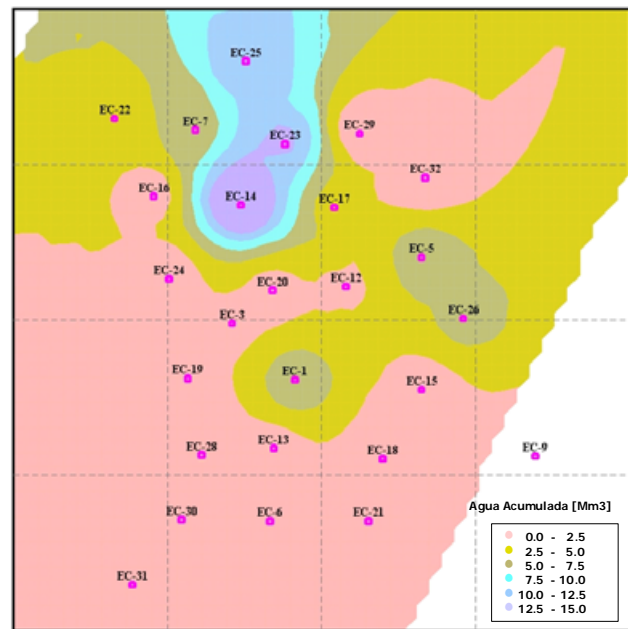 EC-25
EC-22
EC-7
EC-23
EC-29
EC-32
EC-16
EC-14
EC-17
EC-5
EC-24
EC-20
EC-12
EC-26
EC-3
EC-19
EC-1
EC-15
EC-13
EC-28
EC-18
EC-9
EC-30
EC-6
EC-21
EC-31
Agua Acumulada [Mm3]
0.0 - 2.5
2.5 - 5.0
5.0 - 7.5
7.5 - 10.0
10.0 - 12.5
12.5 - 15.0